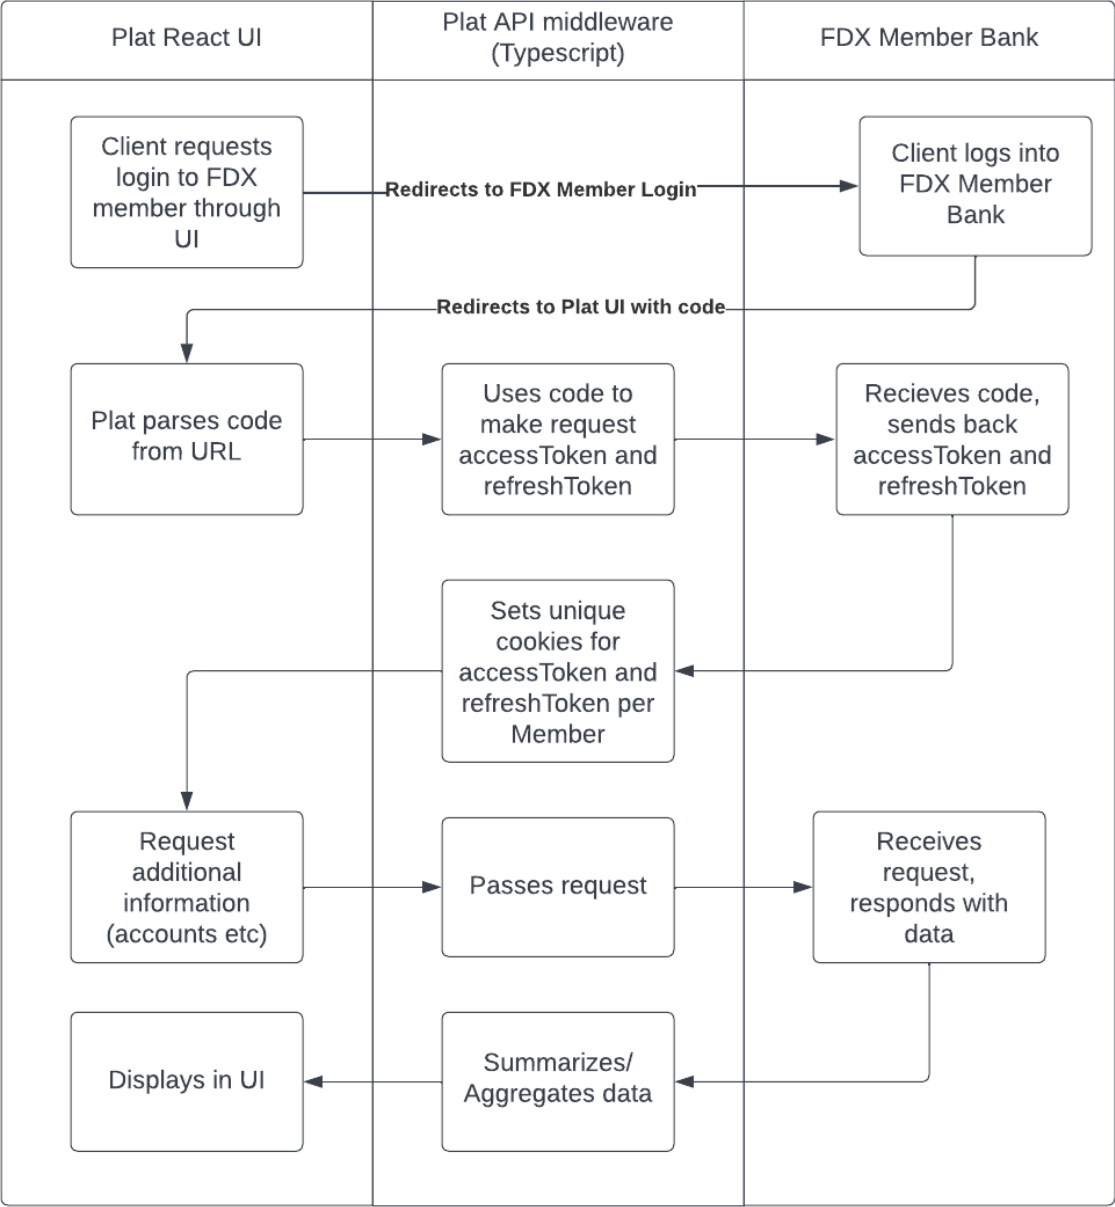 Plat React UI
Plat API middleware
(Typescript)
FDX Member Bank
Client requests
login to FDX
member through
UI
Redirects to FDX Member Login
Client logs into
FDX Member
Bank
Redirects to Plat UI with code
Plat parses code
from URL
Uses code to
make request
accessToken and
refreshToken
Recieves code,
sends back
accessToken and
refreshToken
Sets unique
cookies for
accessToken and
refreshToken per
Member
Request
additional
information
(accounts etc)
Passes request
Receives
request,
responds with
data
Displays in UI
Summarizes/
Aggregates data